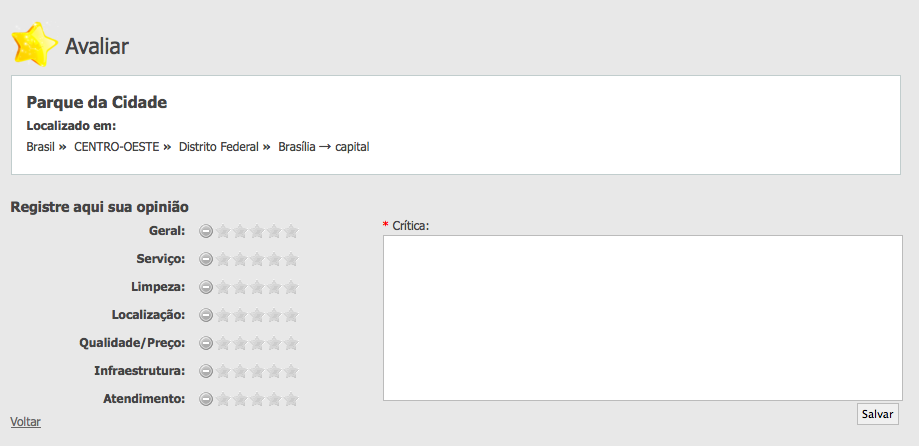 Avaliar
Parque da Cidade
Localizado em:
Brasil » CENTRO-OESTE » Distrito Federal » Brasília → capital
Registre aqui sua opinião
Geral:
Serviço:
Limpeza:
Localização:
Qualidade/Preço:
Infraestrutura:
Atendimento:
* Crítica:
Salvar
Voltar